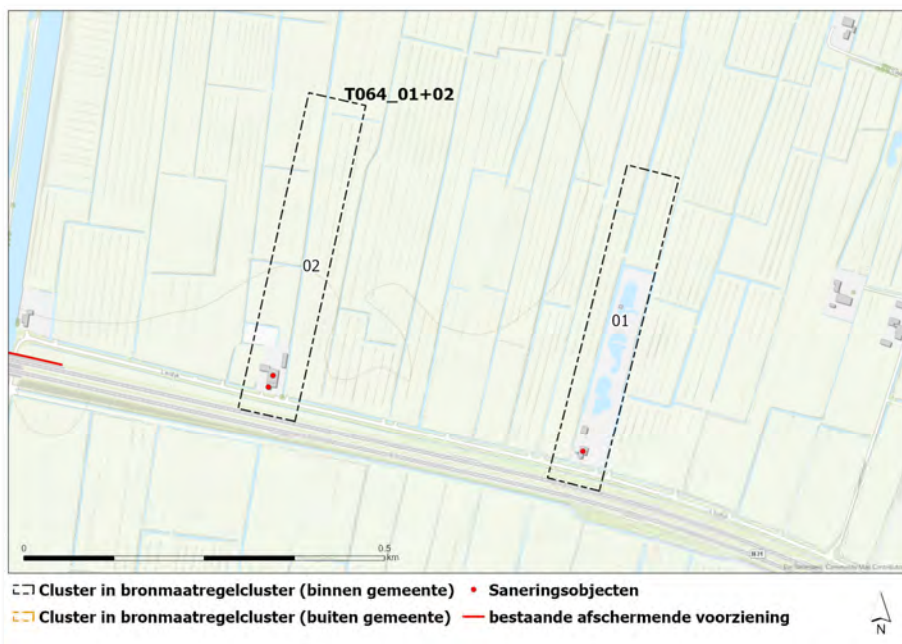 T064_01+02
02
01
0
0.5
km
Cluster in bronmaatregelcluster (binnen gemeente)
Saneringsobjecten
Cluster in bronmaatregelcluster (buiten gemeente)
bestaande afschermende voorziening
N